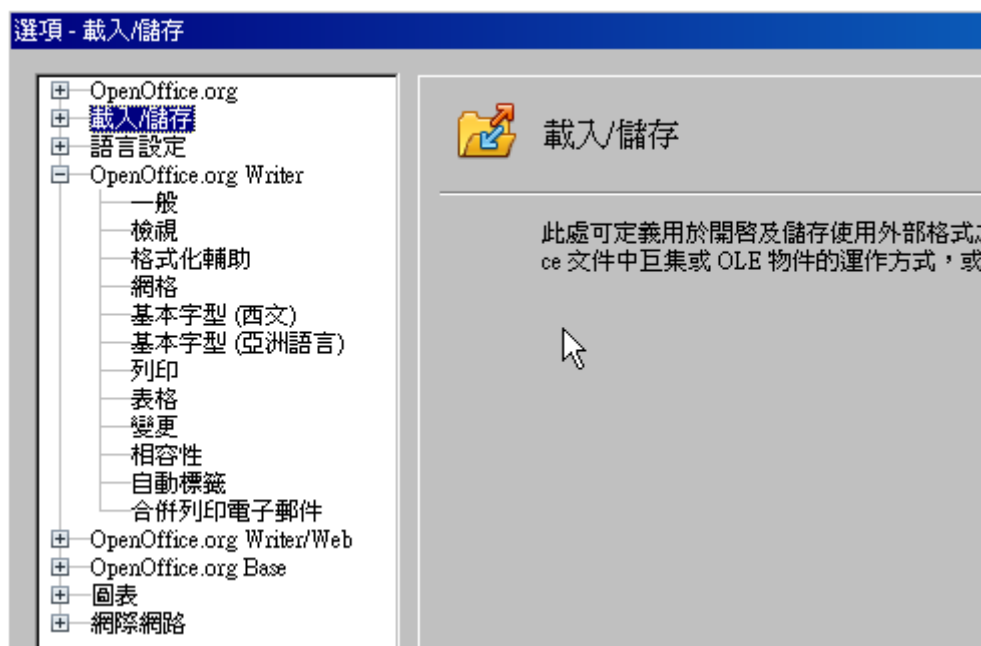 選項 - 載入/儲存
OpenOffice.org
載入/儲存
語言設定
OpenOffice.org Writer
一般
檢視
格式化輔助
網格
基本字型 (西文)
基本字型 (亞洲語言)
列印
表格
變更
相容性
自動標籤
合併列印電子郵件
OpenOffice.org Writer/Web
OpenOffice.org Base
圖表
網際網路
載入/儲存
此處可定義用於開啟及儲存使用外部格式
ce 文件中巨集或 OLE 物件的運作方式，或